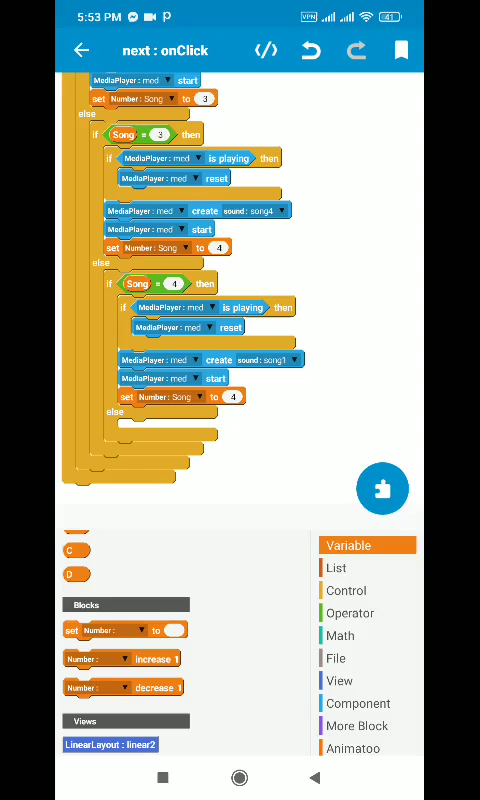 5:53 PM VPN 41
next : onClick
MediaPlayer : med start
set Number : Song to 3
else
if Song = 3 then
if MediaPlayer : med is playing then
MediaPlayer : med reset
MediaPlayer : med create sound : song4
MediaPlayer : med start
set Number : Song to 4
else
if Song = 4 then
if MediaPlayer : med is playing then
MediaPlayer : med reset
MediaPlayer : med create sound : song1
MediaPlayer : med start
set Number : Song to 4
else
C
D
Blocks
set Number : to
Number : increase 1
Number : decrease 1
Views
LinearLayout : linear2
Variable
List
Control
Operator
Math
File
View
Component
More Block
Animatoo